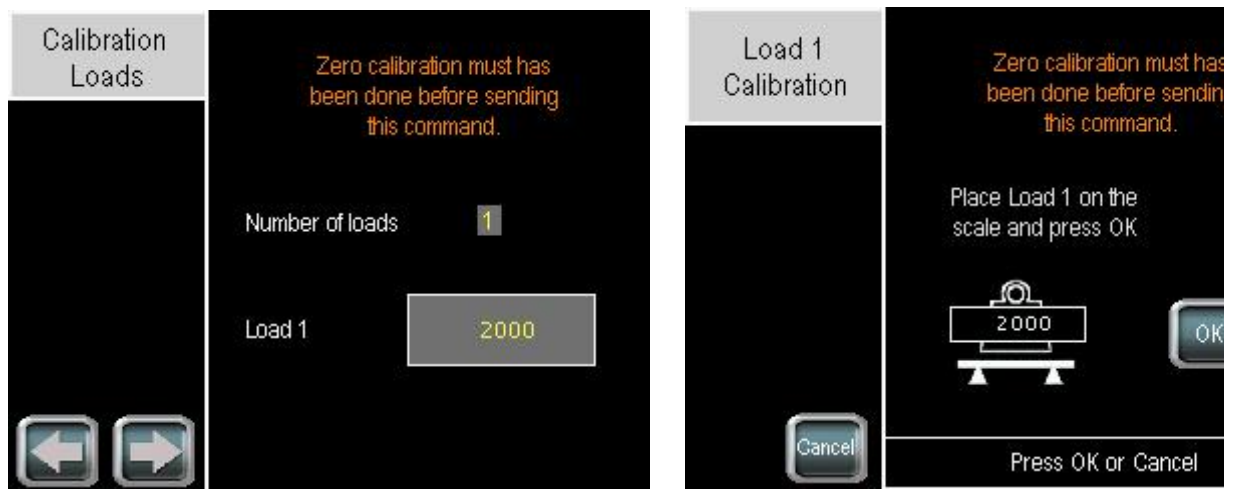 Calibration
Loads
Zero calibration must has
been done before sending
this command.
Number of loads 1
Load 1 2000
Load 1
Calibration
Zero calibration must has
been done before sendin
this command.
Place Load 1 on the
scale and press OK
2000
OK
Cancel
Press OK or Cancel